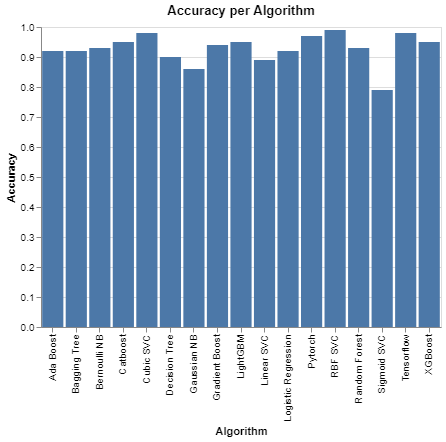 Accuracy per Algorithm
1.0
0.9
0.8
0.7
0.6
0.5
0.4
0.3
0.2
0.1
0.0
Accuracy
Ada Boost
Bagging Tree
Bernoulli NB
Catboost
Cubic SVC
Decision Tree
Gaussian NB
Gradient Boost
LightGBM
Linear SVC
Logistic Regression
Pytorch
RBF SVC
Random Forest
Sigmoid SVC
Tensorflow
XGBoost
Algorithm